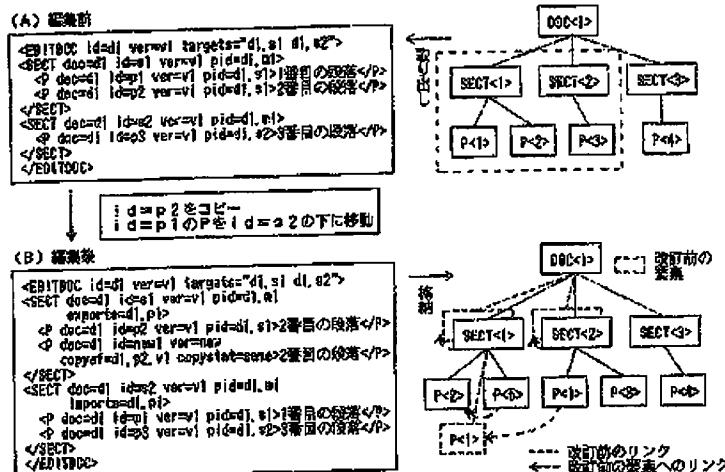 (A) 編集前
<EDITDOC id=d1 ver=v1 targets="d1,s1 d1,s2">
<SECT doc=d1 id=s1 ver=v1 pid=d1,m1
<P doc=d1 id=p1 ver=v1 pid=d1,s1>1番目の段落</P>
<P doc=d1 id=p2 ver=v1 pid=d1,s1>2番目の段落</P>
</SECT>
<SECT doc=d1 id=s2 ver=v1 pid=d1,m1
<P doc=d1 id=p3 ver=v1 pid=d1,s2>3番目の段落</P>
</SECT>
</EDITDOC>
DOC<1>
SECT<1>
SECT<2>
SECT<3>
P<1>
P<2>
P<3>
P<4>
id=p2をコピー
id=p1のPをid=s2の下に移動
(B) 編集後
<EDITDOC id=d1 ver=v1 targets="d1,s1 d1,s2">
<SECT doc=d1 id=s1 ver=v1 pid=d1,m1
exports=d1,p1>
<P doc=d1 id=p2 ver=v1 pid=d1,s1>2番目の段落</P>
<P doc=d1 id=new1 ver=new
copyof=d1,p2,v1 copystat=same>2番目の段落</P>
</SECT>
<SECT doc=d1 id=s2 ver=v1 pid=d1,m1
imports=d1,p1>
<P doc=d1 id=p1 ver=v1 pid=d1,s1>1番目の段落</P>
<P doc=d1 id=p3 ver=v1 pid=d1,s2>3番目の段落</P>
</SECT>
</EDITDOC>
登録
DOC<1>
改訂前の
要素
SECT<1>
SECT<2>
SECT<3>
P<2>
P<5>
P<1>
P<3>
P<4>
P<1>
改訂前のリンク
改訂前の要素へのリンク